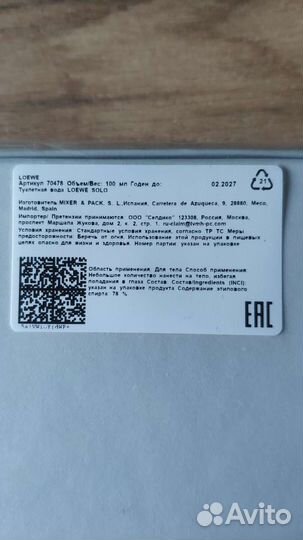 LOEWE
Артикул 70478 Объем/Вес: 100 мл Годен до: 02.2027
Туалетная вода LOEWE SOLO
21
Изготовитель MIXER & PACK. S. L.,Испания, Carretera de Azuqueca, 9, 28880, Meco,
Madrid, Spain
Импортер/ Претензии принимаются: ООО "Селдико" 123308, Россия, Москва,
проспект Маршала Жукова, дом 2, к. 2, стр. 1. ru-claim@lvmh-pc.com
Условия хранения: Стандартные условия хранения, согласно ТР ТС Меры
предосторожности: Беречь от огня. Использование этой продукции в пищевых
целях опасно для жизни и здоровья. Номер партии: указан на упаковке
Область применения: Для тела Способ применения:
Небольшое количество нанести на тело, избегая
попадания в глаза Состав: Состав/Ingredients (INCI):
указан на упаковке продукта Содержание этилового
спирта: 78 %
EAC
Avito